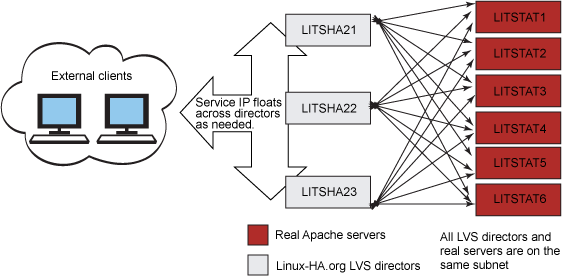 External clients
Service IP floats
across directors
as needed.
LITSHA21
LITSHA22
LITSHA23
LITSTAT1
LITSTAT2
LITSTAT3
LITSTAT4
LITSTAT5
LITSTAT6
Real Apache servers
Linux-HA.org LVS directors
All LVS directors and
real servers are on the
same subnet